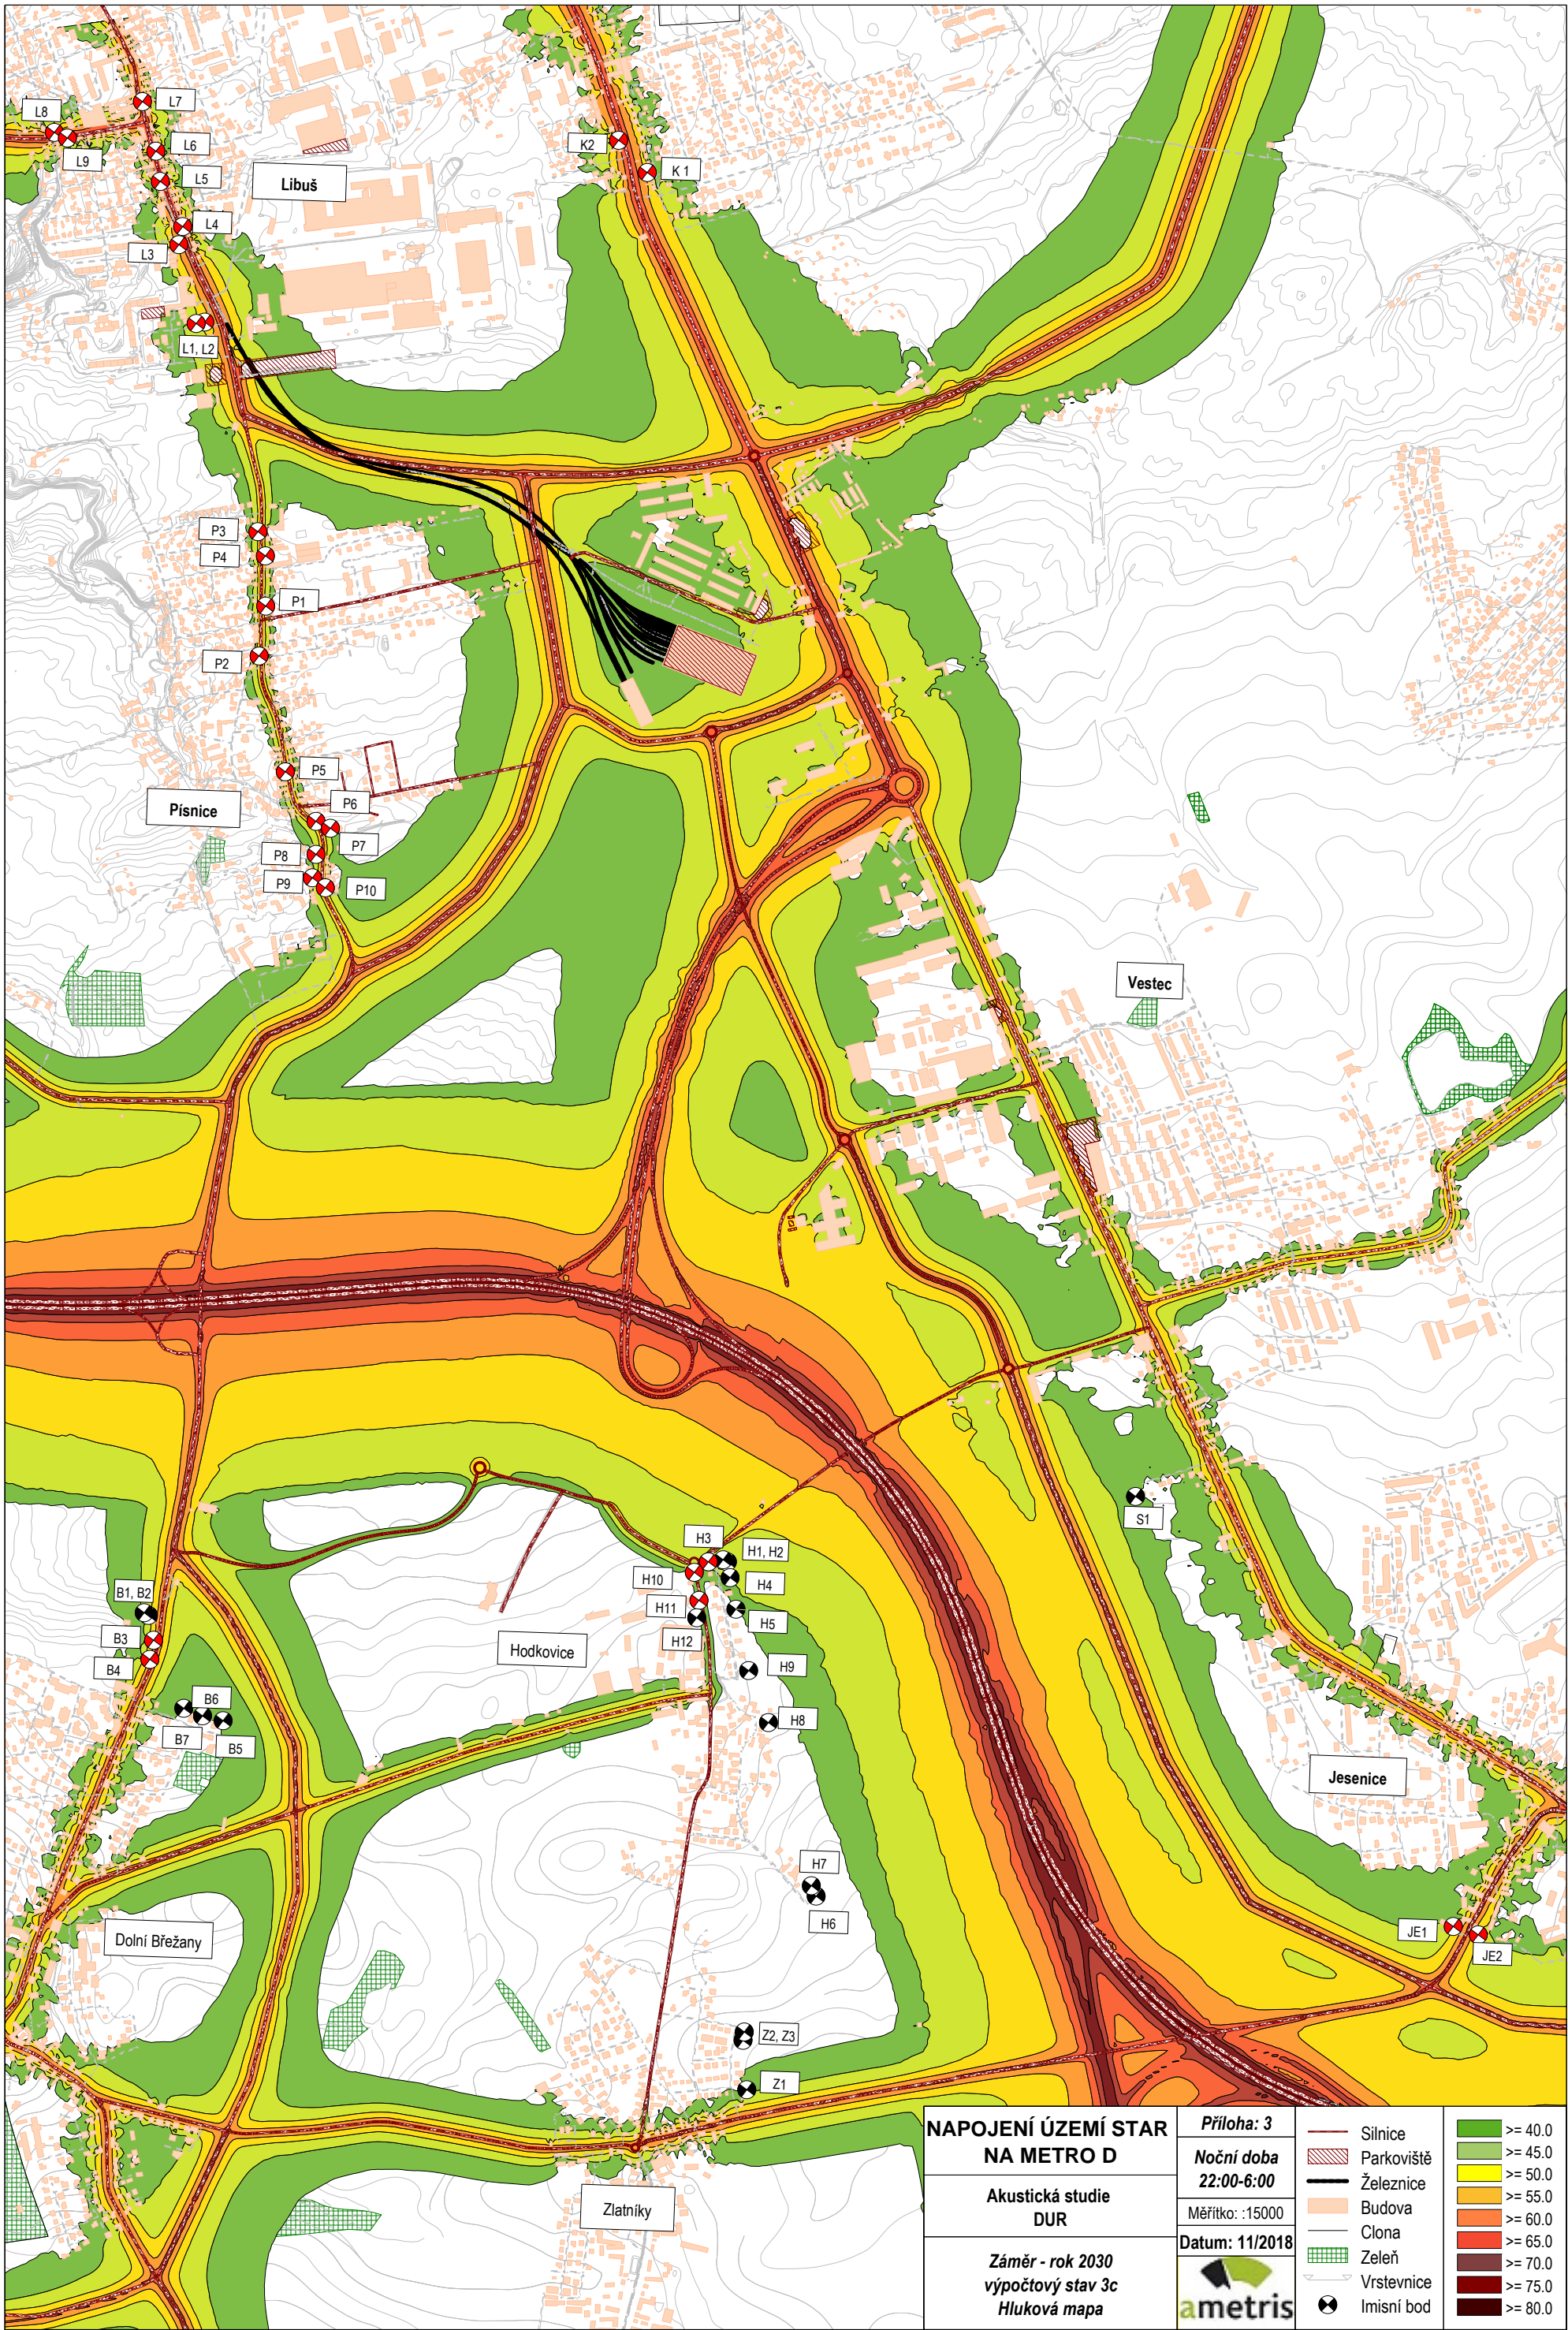 L8
L7
L9
L6
L5
Libuš
L4
L3
L1, L2
K2
K 1
P3
P4
P1
P2
P5
Písnice
P6
P7
P8
P9
P10
Vestec
S1
H3
H1, H2
H10
H4
H11
H5
H12
Hodkovice
H9
H8
B1, B2
B3
B4
B6
B7
B5
Jesenice
H7
H6
JE1
JE2
Dolní Břežany
Z2, Z3
Z1
Zlatníky
NAPOJENÍ ÚZEMÍ STAR
NA METRO D
Akustická studie
DUR
Záměr - rok 2030
výpočtový stav 3c
Hluková mapa
Příloha: 3
Noční doba
22:00-6:00
Měřítko: :15000
Datum: 11/2018
ametris
Silnice
Parkoviště
Železnice
Budova
Clona
Zeleň
Vrstevnice
Imisní bod
>= 40.0
>= 45.0
>= 50.0
>= 55.0
>= 60.0
>= 65.0
>= 70.0
>= 75.0
>= 80.0